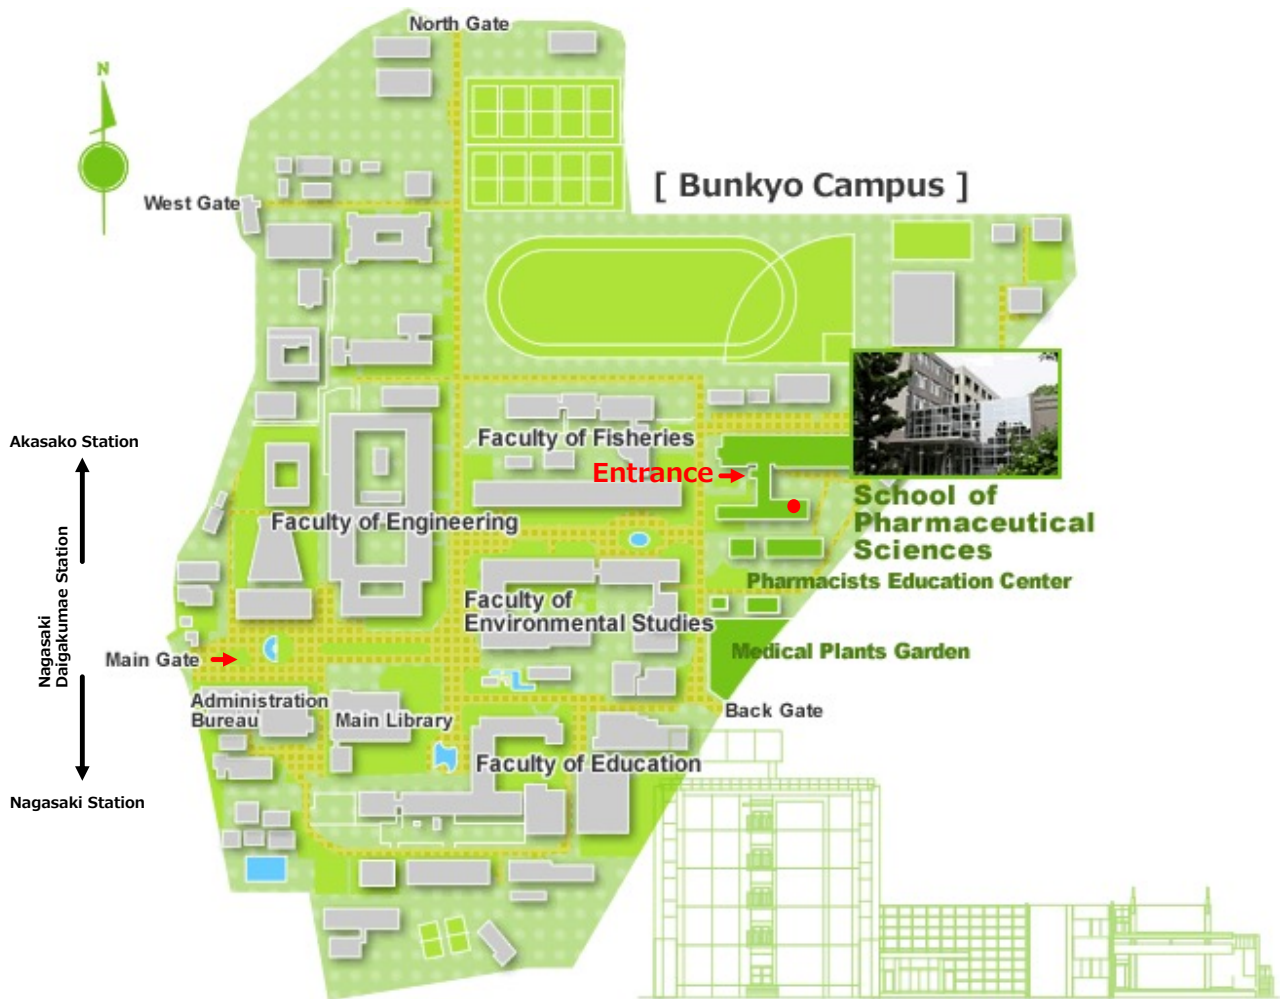 North Gate
N
[ Bunkyo Campus ]
West Gate
Akasako Station
Faculty of Fisheries
Entrance
School of
Pharmaceutical
Sciences
Faculty of Engineering
Nagasaki
Daigakumae Station
Pharmacists Education Center
Faculty of
Environmental Studies
Medical Plants Garden
Main Gate
Administration
Bureau
Main Library
Back Gate
Faculty of Education
Nagasaki Station